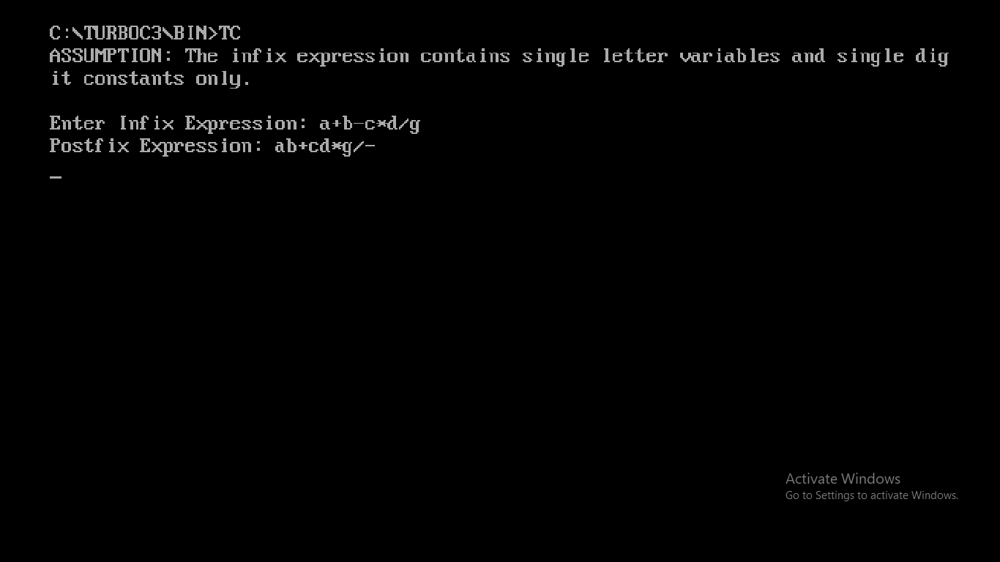 C:\TURBOC3\BIN>TC
ASSUMPTION: The infix expression contains single letter variables and single dig
it constants only.
Enter Infix Expression: a+b-c*d/g
Postfix Expression: ab+cd*g/-
Activate Windows
Go to Settings to activate Windows.